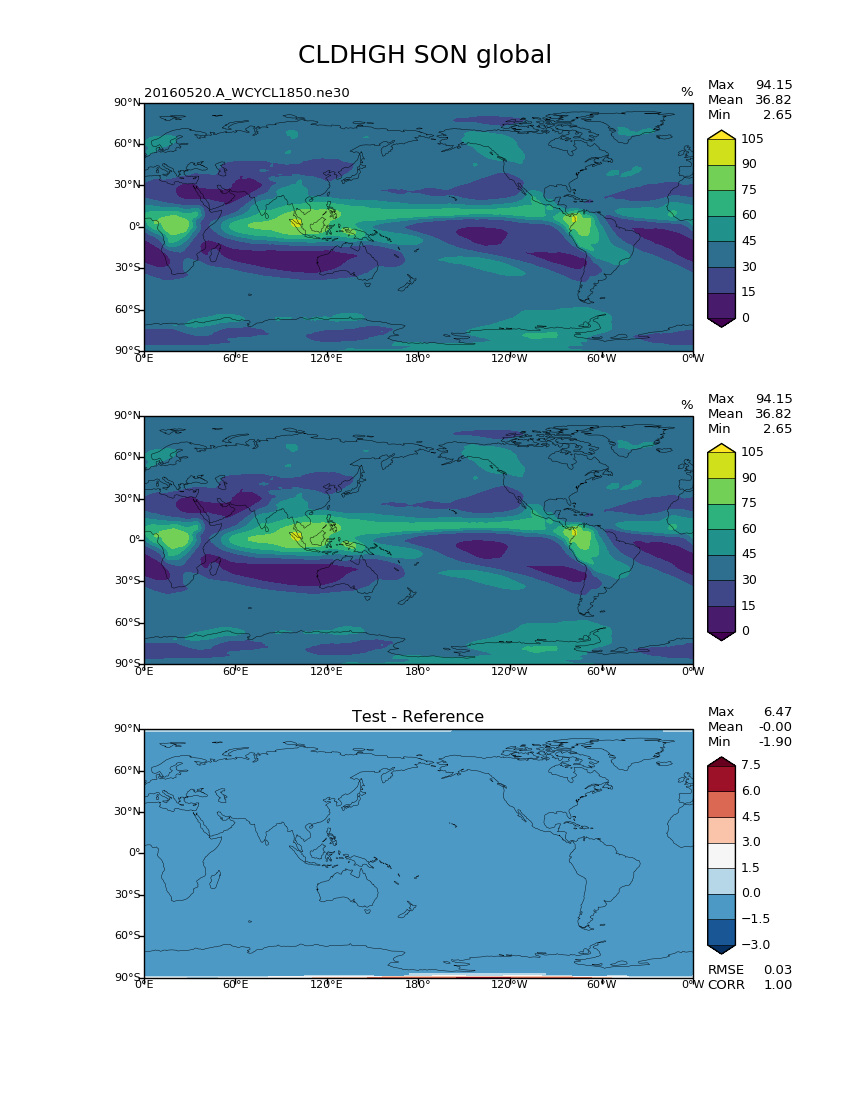 CLDHGH SON global
20160520.A_WCYCL1850.ne30
%
Max 94.15
Mean 36.82
Min 2.65
90°N
60°N
30°N
0°
30°S
60°S
90°S
0°E 60°E 120°E 180° 120°W 60°W 0°W
105
90
75
60
45
30
15
0
%
Max 94.15
Mean 36.82
Min 2.65
90°N
60°N
30°N
0°
30°S
60°S
90°S
0°E 60°E 120°E 180° 120°W 60°W 0°W
105
90
75
60
45
30
15
0
Test - Reference
Max 6.47
Mean -0.00
Min -1.90
90°N
60°N
30°N
0°
30°S
60°S
90°S
0°E 60°E 120°E 180° 120°W 60°W 0°W
7.5
6.0
4.5
3.0
1.5
0.0
−1.5
−3.0
RMSE 0.03
CORR 1.00